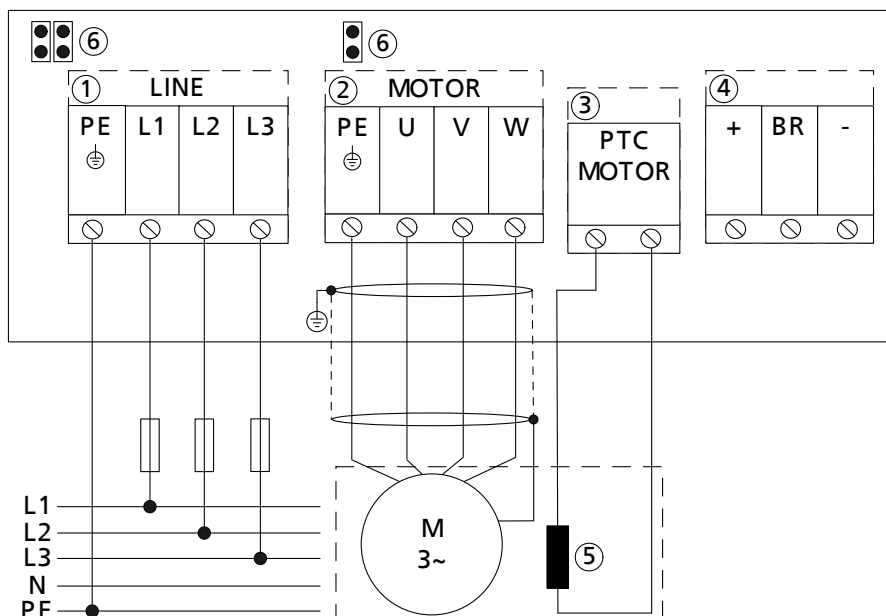 ⑥ ⑥
① LINE
② MOTOR
③
④
PE L1 L2 L3
PE U V W
PTC
MOTOR
+ BR -
L1
L2
L3
N
PE
M
3~
⑤